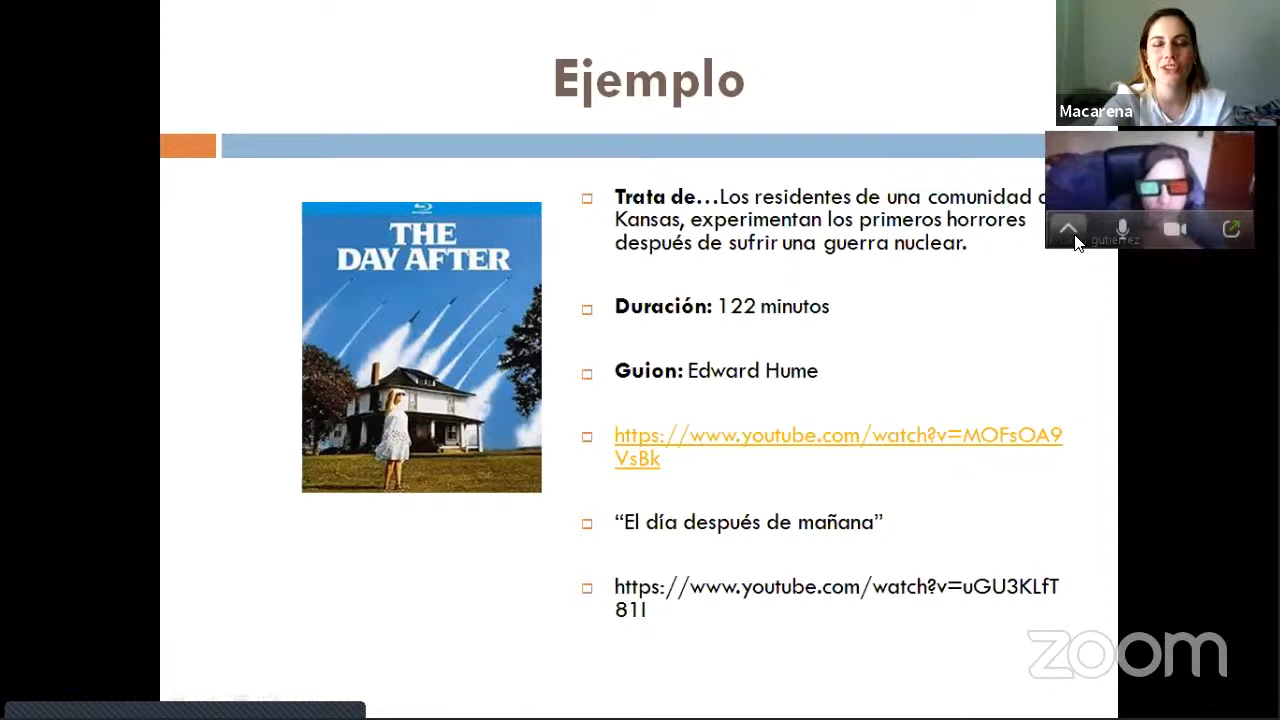 Ejemplo
Macarena
Trata de...Los residentes de una comunidad
Kansas, experimentan los primeros horrores
después de sufrir una guerra nuclear.
gutierrez
THE
DAY AFTER
Duración: 122 minutos
Guion: Edward Hume
https://www.youtube.com/watch?v=MOFsOA9
VsBk
“El día después de mañana”
https://www.youtube.com/watch?v=uGU3KLfT
81I
zoom